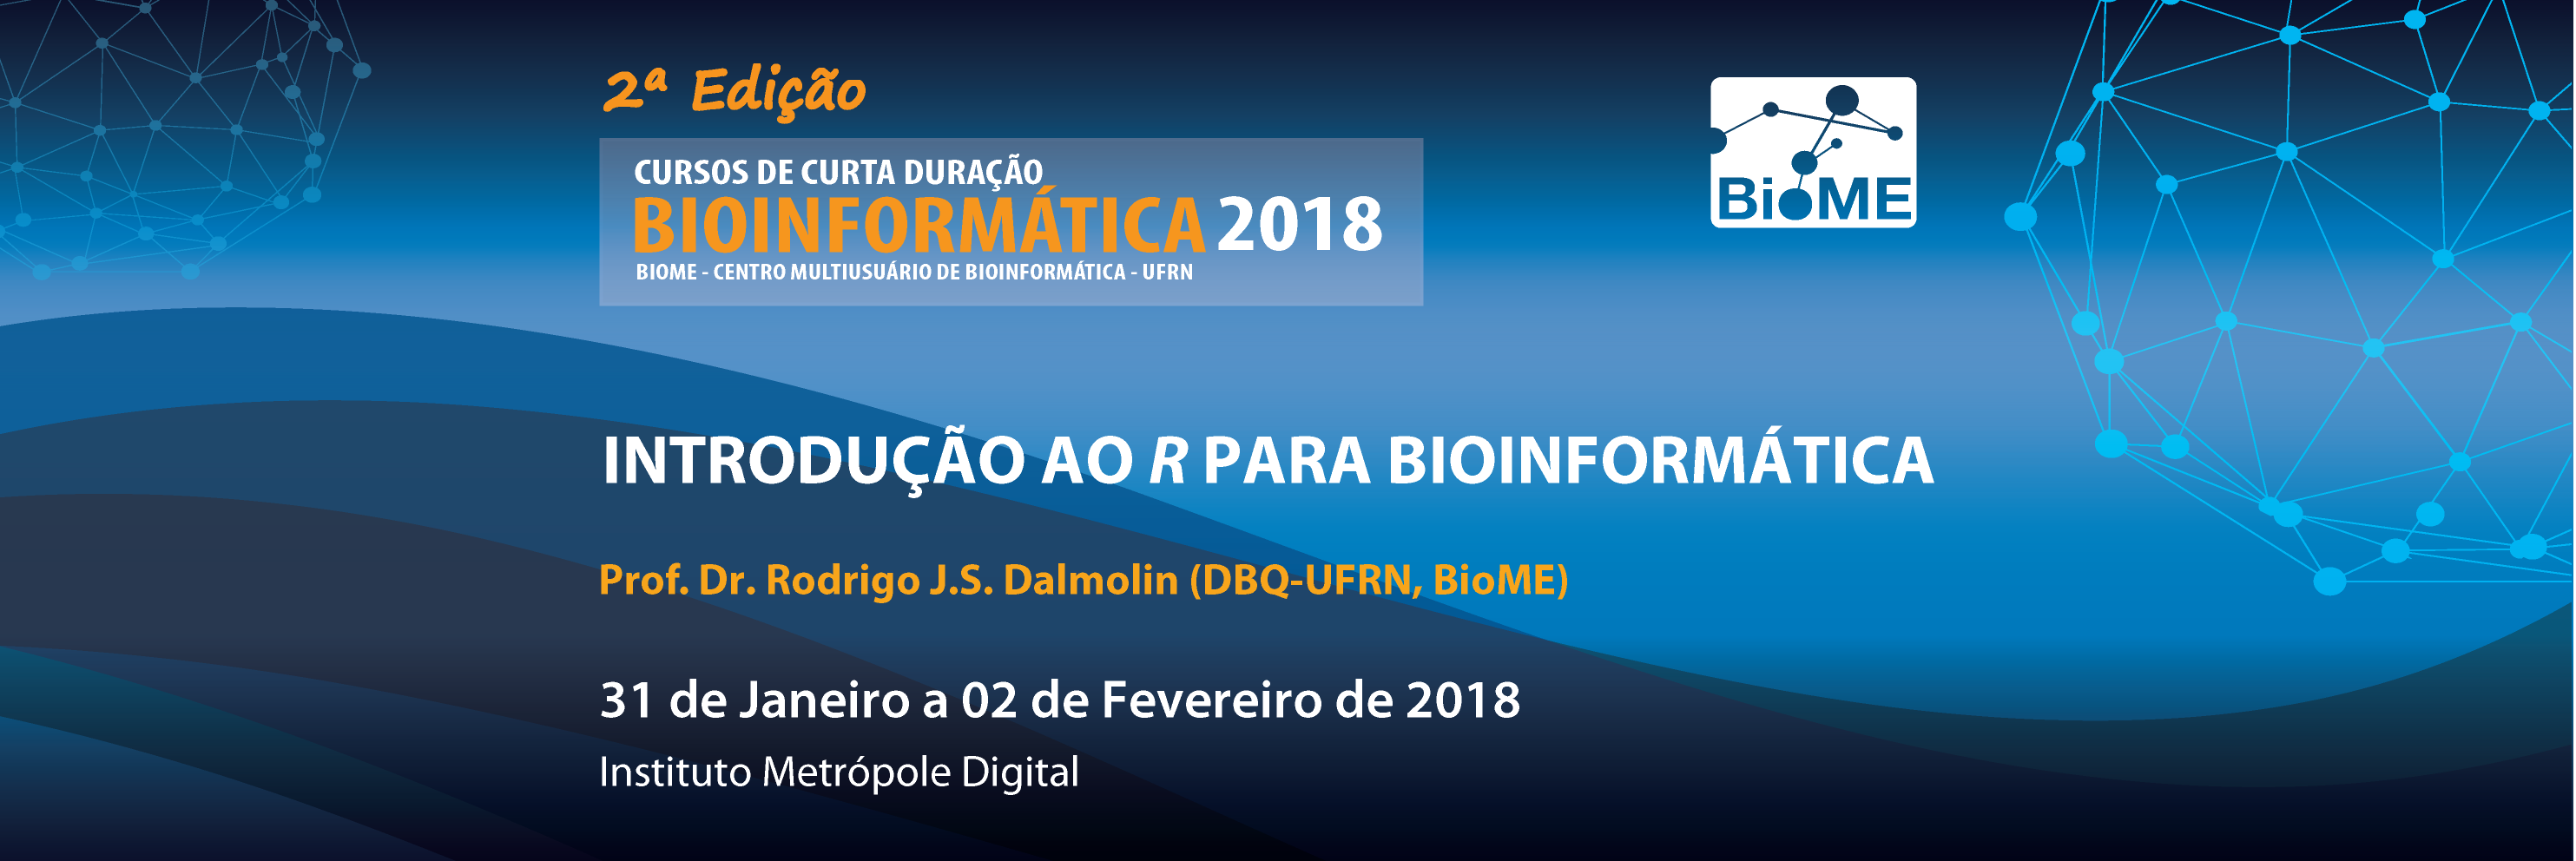 2ª Edição
CURSOS DE CURTA DURAÇÃO
BIOINFORMÁTICA 2018
BIOME - CENTRO MULTIUSUÁRIO DE BIOINFORMÁTICA - UFRN
BiOME
INTRODUÇÃO AO R PARA BIOINFORMÁTICA
Prof. Dr. Rodrigo J.S. Dalmolin (DBQ-UFRN, BioME)
31 de Janeiro a 02 de Fevereiro de 2018
Instituto Metrópole Digital